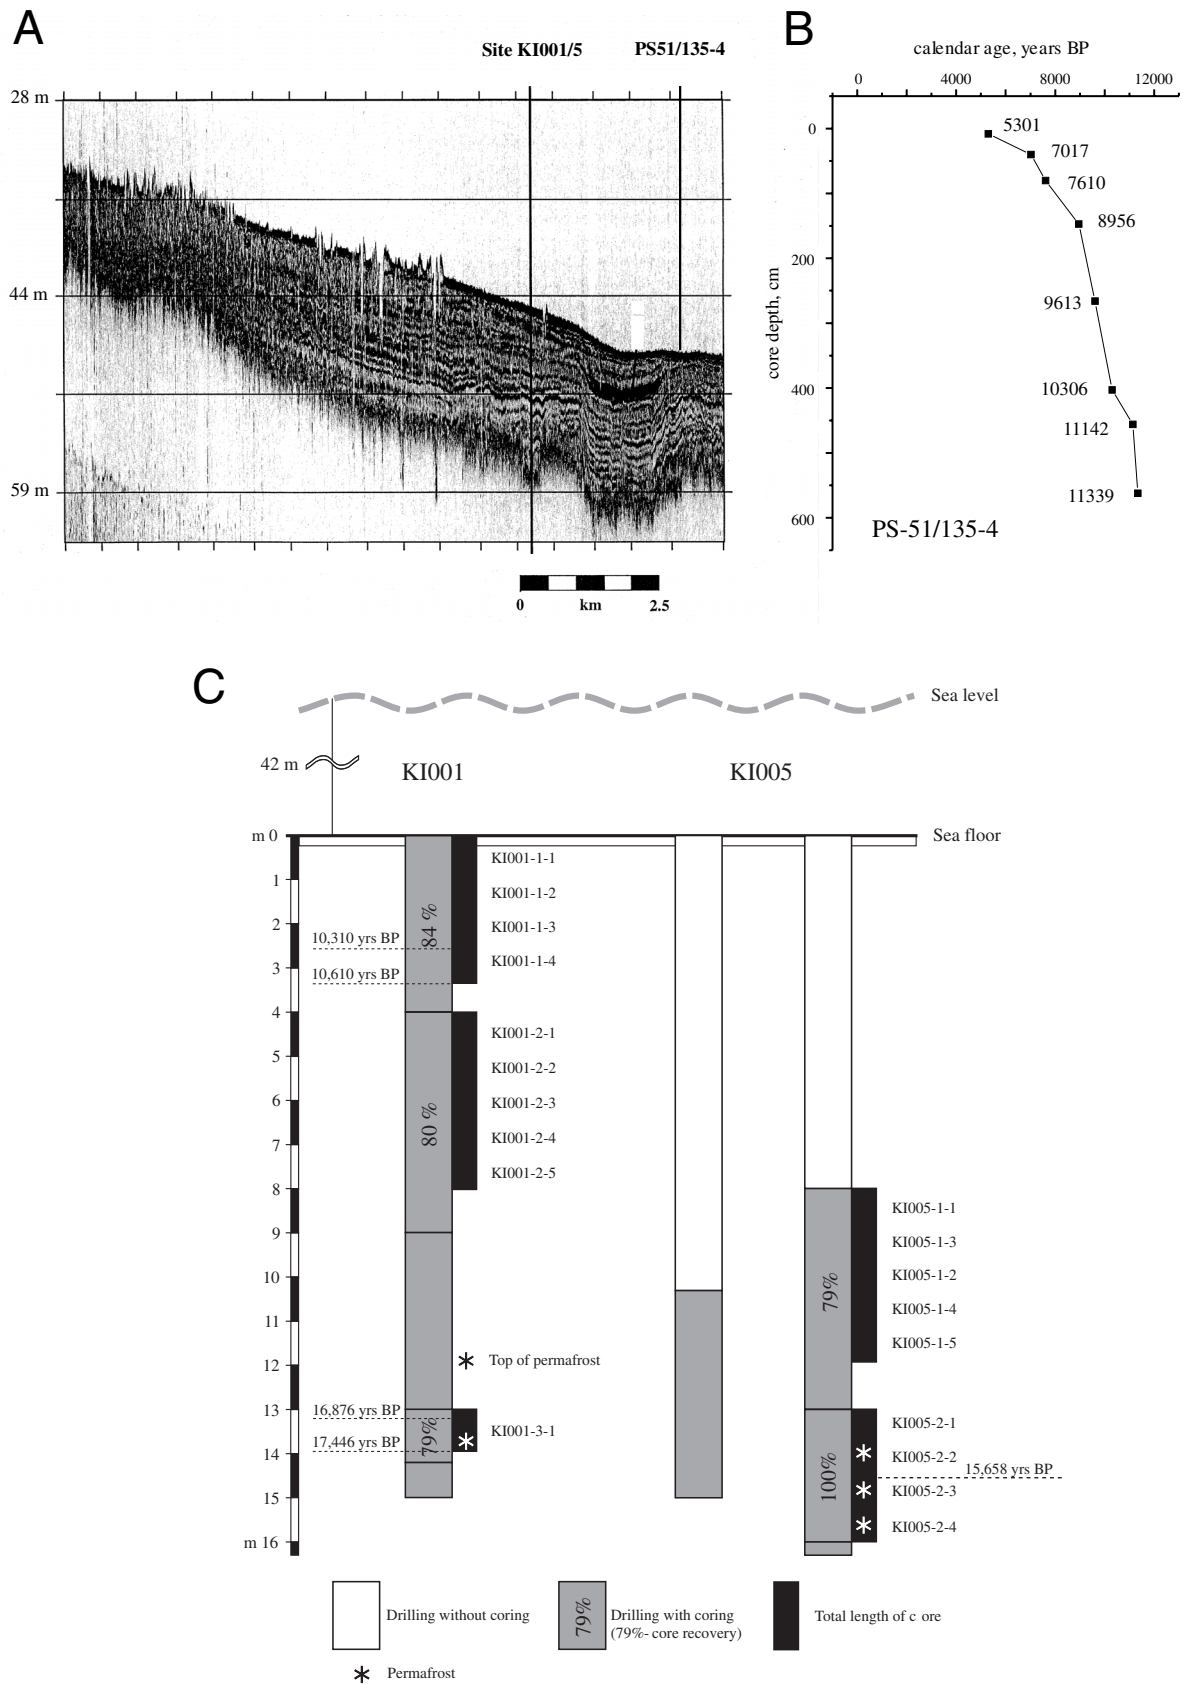 A
Site KI001/5
PS51/135-4
28 m
44 m
59 m
0
km
2.5
B
calendar age, years BP
0
4000
8000
12000
core depth, cm
0
200
400
600
5301
7017
7610
8956
9613
10306
11142
11339
PS-51/135-4
C
Sea level
42 m
KI001
KI005
m 0
Sea floor
1
2
3
4
5
6
7
8
9
10
11
12
13
14
15
m 16
84 %
80 %
79%
10,310 yrs BP
10,610 yrs BP
16,876 yrs BP
17,446 yrs BP
KI001-1-1
KI001-1-2
KI001-1-3
KI001-1-4
KI001-2-1
KI001-2-2
KI001-2-3
KI001-2-4
KI001-2-5
Top of permafrost
KI001-3-1
79%
100%
KI005-1-1
KI005-1-3
KI005-1-2
KI005-1-4
KI005-1-5
KI005-2-1
KI005-2-2
15,658 yrs BP
KI005-2-3
KI005-2-4
Drilling without coring
79%
Drilling with coring
(79%- core recovery)
Total length of c ore
Permafrost